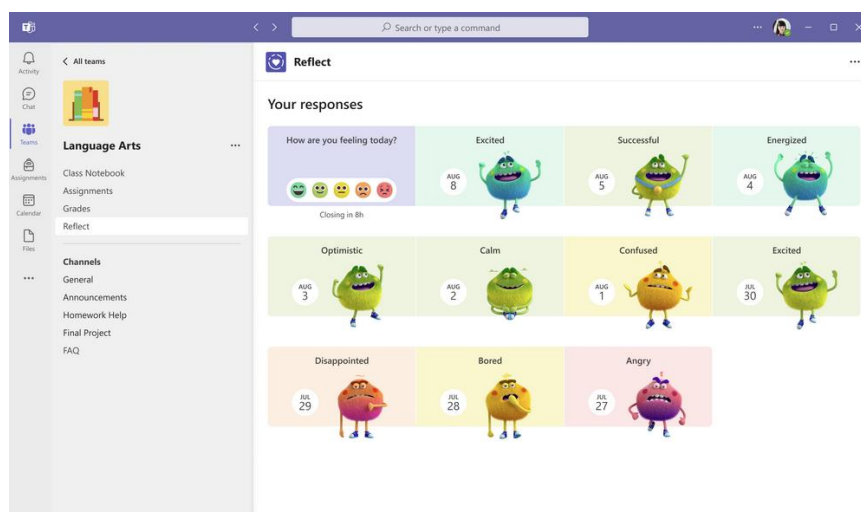 Search or type a command
Activity
Chat
Teams
Assignments
Calendar
Files
All teams
Language Arts
Class Notebook
Assignments
Grades
Reflect
Channels
General
Announcements
Homework Help
Final Project
FAQ
Reflect
Your responses
How are you feeling today?
Closing in 8h
Excited
AUG
8
Successful
AUG
5
Energized
AUG
4
Optimistic
AUG
3
Calm
AUG
2
Confused
AUG
1
Excited
JUL
30
Disappointed
JUL
29
Bored
JUL
28
Angry
JUL
27